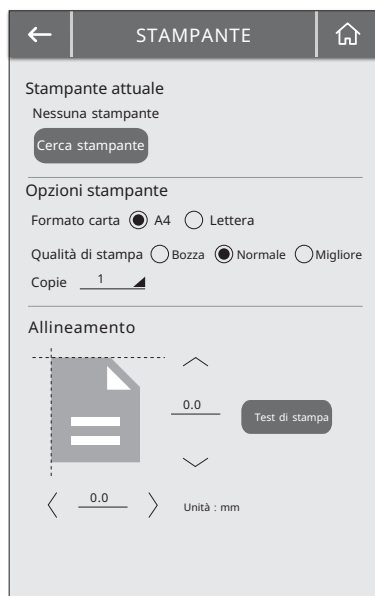 STAMPANTE
Stampante attuale
Nessuna stampante
Cerca stampante
Opzioni stampante
Formato carta A4 Lettera
Qualità di stampa Bozza Normale Migliore
Copie 1
Allineamento
0.0
Test di stampa
0.0
Unità : mm